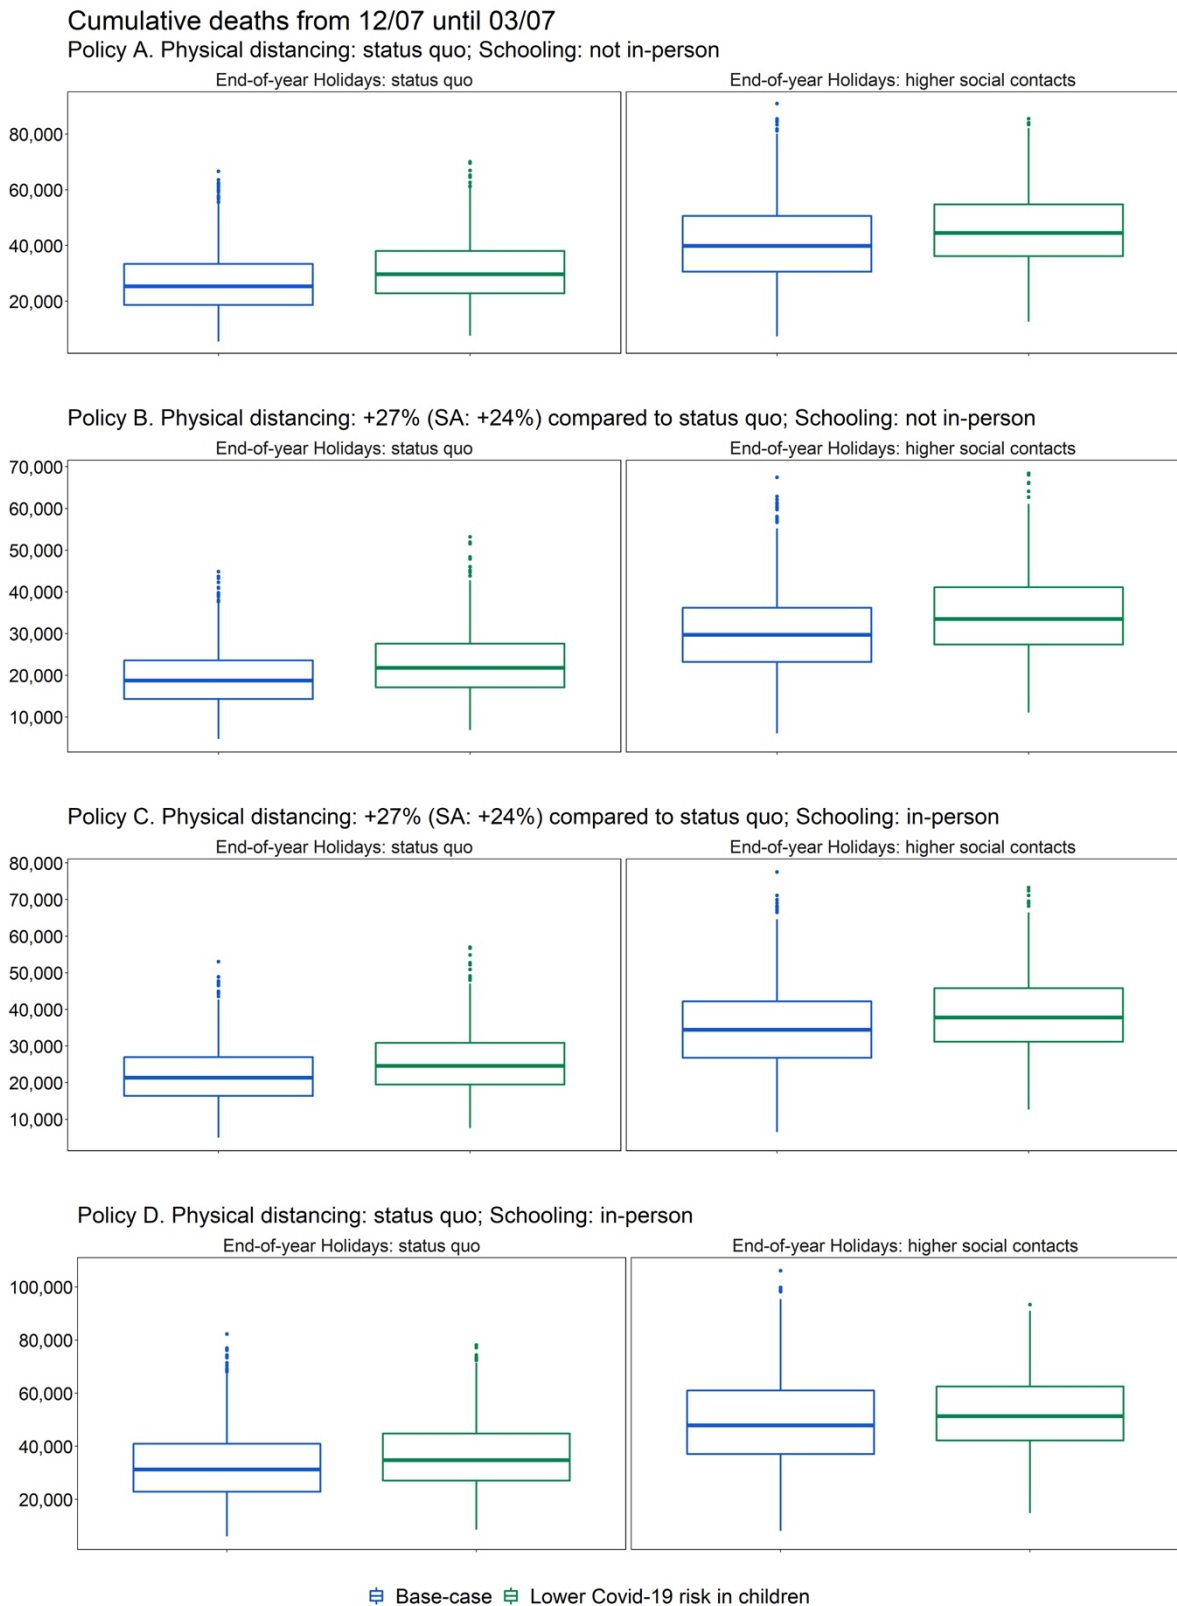 Cumulative deaths from 12/07 until 03/07
Policy A. Physical distancing: status quo; Schooling: not in-person
End-of-year Holidays: status quo
End-of-year Holidays: higher social contacts
80,000
60,000
40,000
20,000
Policy B. Physical distancing: +27% (SA: +24%) compared to status quo; Schooling: not in-person
End-of-year Holidays: status quo
End-of-year Holidays: higher social contacts
70,000
60,000
50,000
40,000
30,000
20,000
10,000
Policy C. Physical distancing: +27% (SA: +24%) compared to status quo; Schooling: in-person
End-of-year Holidays: status quo
End-of-year Holidays: higher social contacts
80,000
70,000
60,000
50,000
40,000
30,000
20,000
10,000
Policy D. Physical distancing: status quo; Schooling: in-person
End-of-year Holidays: status quo
End-of-year Holidays: higher social contacts
100,000
80,000
60,000
40,000
20,000
Base-case
Lower Covid-19 risk in children